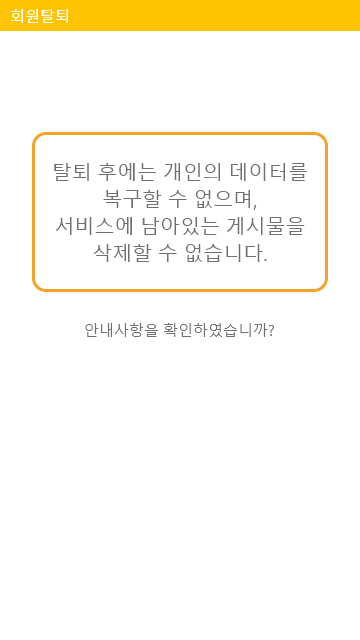 회원탈퇴
탈퇴 후에는 개인의 데이터를
복구할 수 없으며,
서비스에 남아있는 게시물을
삭제할 수 없습니다.
안내사항을 확인하였습니까?